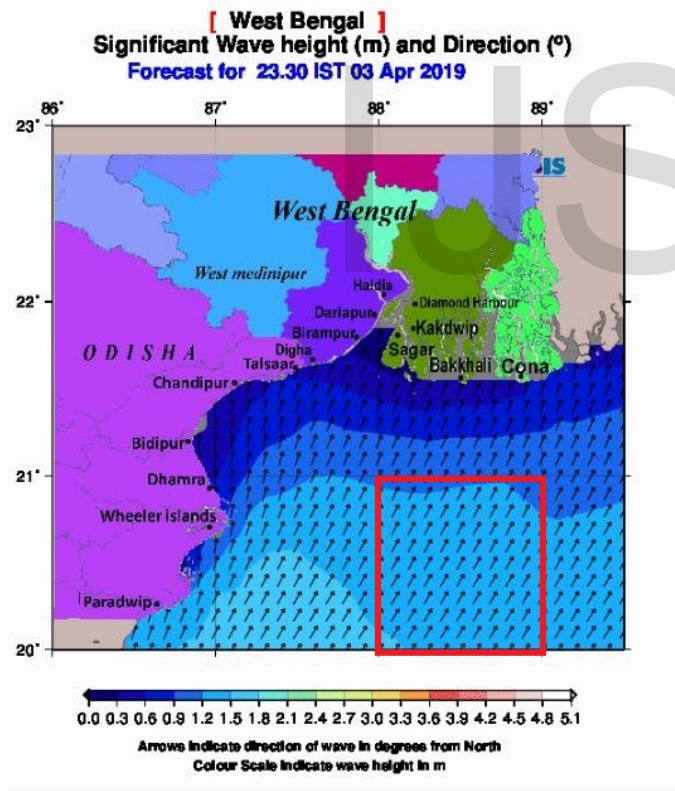 [ West Bengal ]
Significant Wave height (m) and Direction (º)
Forecast for 23.30 IST 03 Apr 2019
86° 87° 88° 89°
23°
IS
US
West Bengal
West medinipur
Haldia
22°
Diamond Harbour
Dariapur
Kakdwip
Birampur
Sagar
Digha
Bakkhali Cona
ODISHA
Talsaar
Chandipur
Bidipur
21°
Dhamra
Wheeler islands
Paradwip
20°
0.0 0.3 0.6 0.9 1.2 1.5 1.8 2.1 2.4 2.7 3.0 3.3 3.6 3.9 4.2 4.5 4.8 5.1
Arrows indicate direction of wave in degrees from North
Colour Scale indicate wave height in m